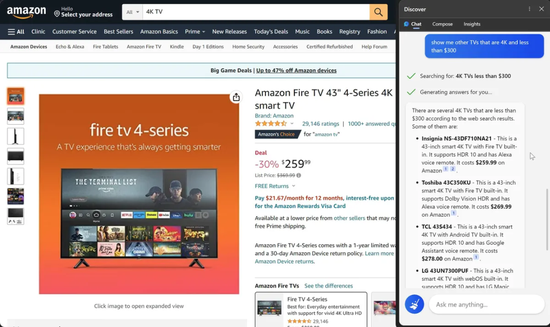 amazon
Hello
Select your address
All
4K TV
All Clinic Customer Service Best Sellers Amazon Basics Prime New Releases Today's Deals Music Books Registry Fashion Amazon Home
Amazon Devices Echo & Alexa Fire Tablets Amazon Fire TV Kindle Day 1 Editions Home Security Accessories Certified Refurbished Help Forum
Big Game Deals | Up to 47% off Amazon devices
fire tv 4-series
A TV experience that's always getting smarter
THE TERMINAL LIST
Click image to open expanded view
Amazon Fire TV 43" 4-Series 4K
smart TV
Brand: Amazon
29,146 ratings | 1000+ answered
Amazon's Choice for "amazon tv"
Deal
-30% $259⁹⁹
List Price: $369.99
FREE Returns
Pay $21.67/month for 12 months, interest-free upon
for the Amazon Rewards Visa Card
Available at a lower price from other sellers that may no
free Prime shipping.
Amazon Fire TV 4-Series comes with a 1-year limited wa
and a 30-day Amazon Device return policy. Learn more
Amazon Device returns.
Amazon Fire TVs See the differences
Fire TV 4-Series
Best for: Everyday entertainment
with support for vivid 4K Ultra HD
29,146
Discover
Chat Compose Insights
show me other TVs that are 4K and less
than $300
Searching for: 4K TVs less than $300
Generating answers for you...
There are several 4K TVs that are less than
$300 according to the web search results.
Some of them are:
• Insignia NS-43DF710NA21 - This is a
43-inch smart 4K TV with Fire TV built-
in. It supports HDR 10 and has Alexa
voice remote. It costs $259.99 on
Amazon
• Toshiba 43C350KU - This is a 43-inch
smart 4K TV with Fire TV built-in. It
supports Dolby Vision HDR and has
Alexa voice remote. It costs $269.99
on Amazon
• TCL 43S434 - This is a 43-inch smart
4K TV with Android TV built-in. It
supports HDR 10 and has Google
Assistant voice remote. It costs
$278.00 on Amazon
• LG 43UN7300PUF - This is a 43-inch
smart 4K TV with webOS built-in. It
supports HDR 10 and has LG Magic
Ask me anything...